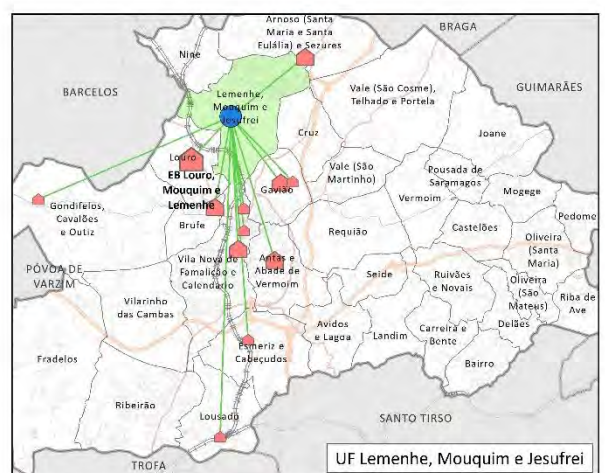 Arnoso (Santa
Maria e Santa
Eulália) e Sezures
BRAGA
Nine
BARCELOS
GUIMARÃES
Lemenhe,
Mouquim e
Jesufrei
Vale (São Cosme),
Telhado e Portela
Cruz
Joane
Louro
EB Louro,
Mouquim e
Lemenhe
Gavião
Vale (São
Martinho)
Pousada de
Saramagos
Vermoim
Mogege
Gondifelos,
Cavalões
e Outiz
Brufe
Requião
Castelões
Pedome
Oliveira
(Santa
Maria)
PÓVOA DE
VARZIM
Vila Nova de
Famalicão e
Calendário
Antas e
Abade de
Vermoim
Seide
Ruivães
e Novais
Oliveira
(São
Mateus)
Riba de
Ave
Vilarinho
das Cambas
Avidos
e Lagoa
Landim
Carreira e
Bente
Delães
Fradelos
Esmeriz e
Cabeçudos
Bairro
Ribeirão
Lousado
SANTO TIRSO
TROFA
UF Lemenhe, Mouquim e Jesufrei